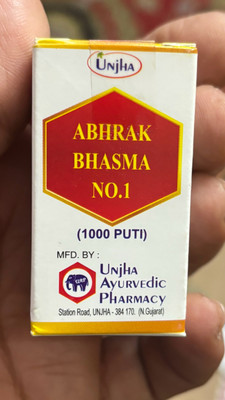 UNJHA
ABHRAK
BHASMA
NO.1
(1000 PUTI)
MFD. BY :
UNJHA
AYURVEDIC
PHARMACY
Station Road, UNJHA - 384 170. (N.Gujarat)